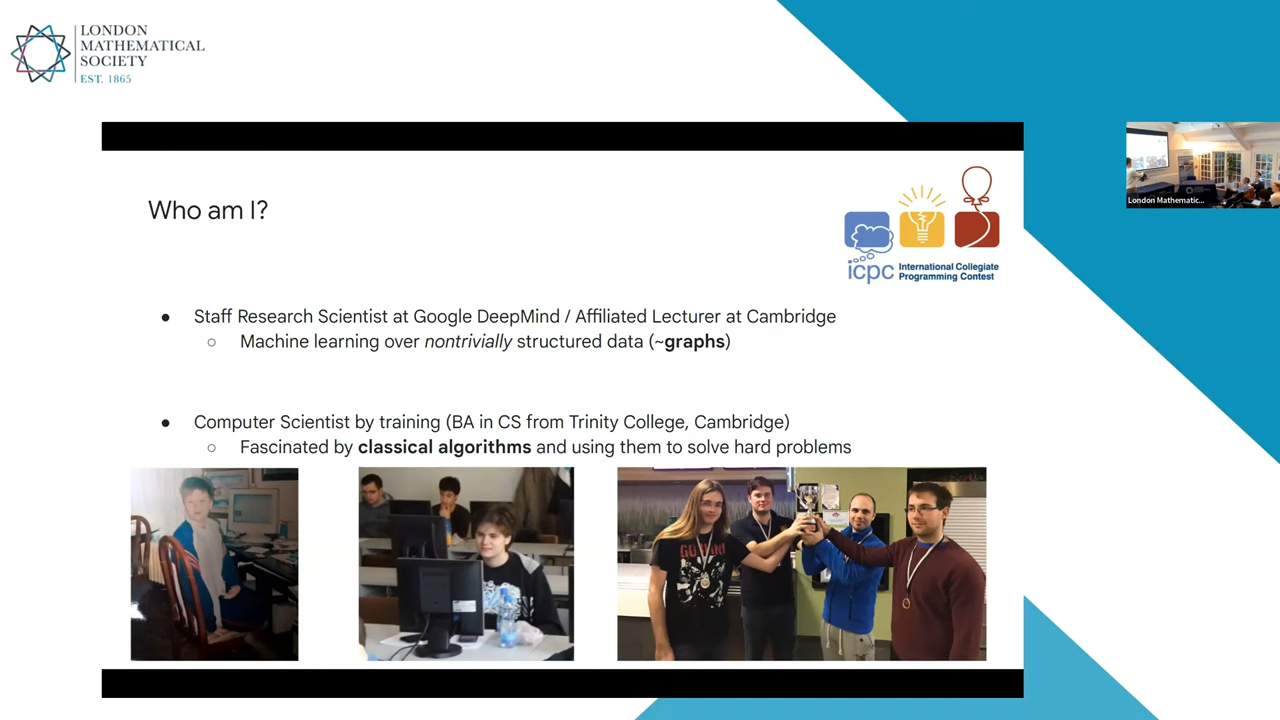 LONDON
MATHEMATICAL
SOCIETY
EST. 1865
Who am I?
icpc International Collegiate
Programming Contest
London Mathematic...
● Staff Research Scientist at Google DeepMind / Affiliated Lecturer at Cambridge
○ Machine learning over nontrivially structured data (~graphs)
● Computer Scientist by training (BA in CS from Trinity College, Cambridge)
○ Fascinated by classical algorithms and using them to solve hard problems